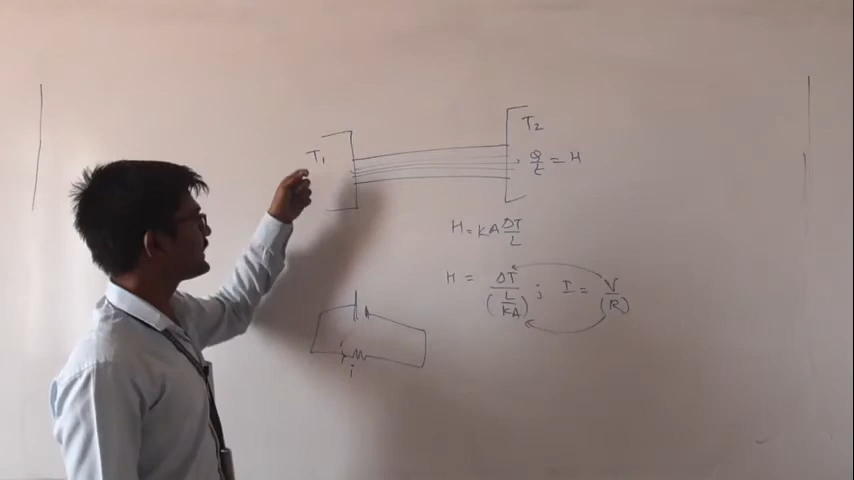 T₁
T₂
Q/t = H
H = KA ΔT/L
H = ΔT/(L/KA) ; I = V/(R)
i